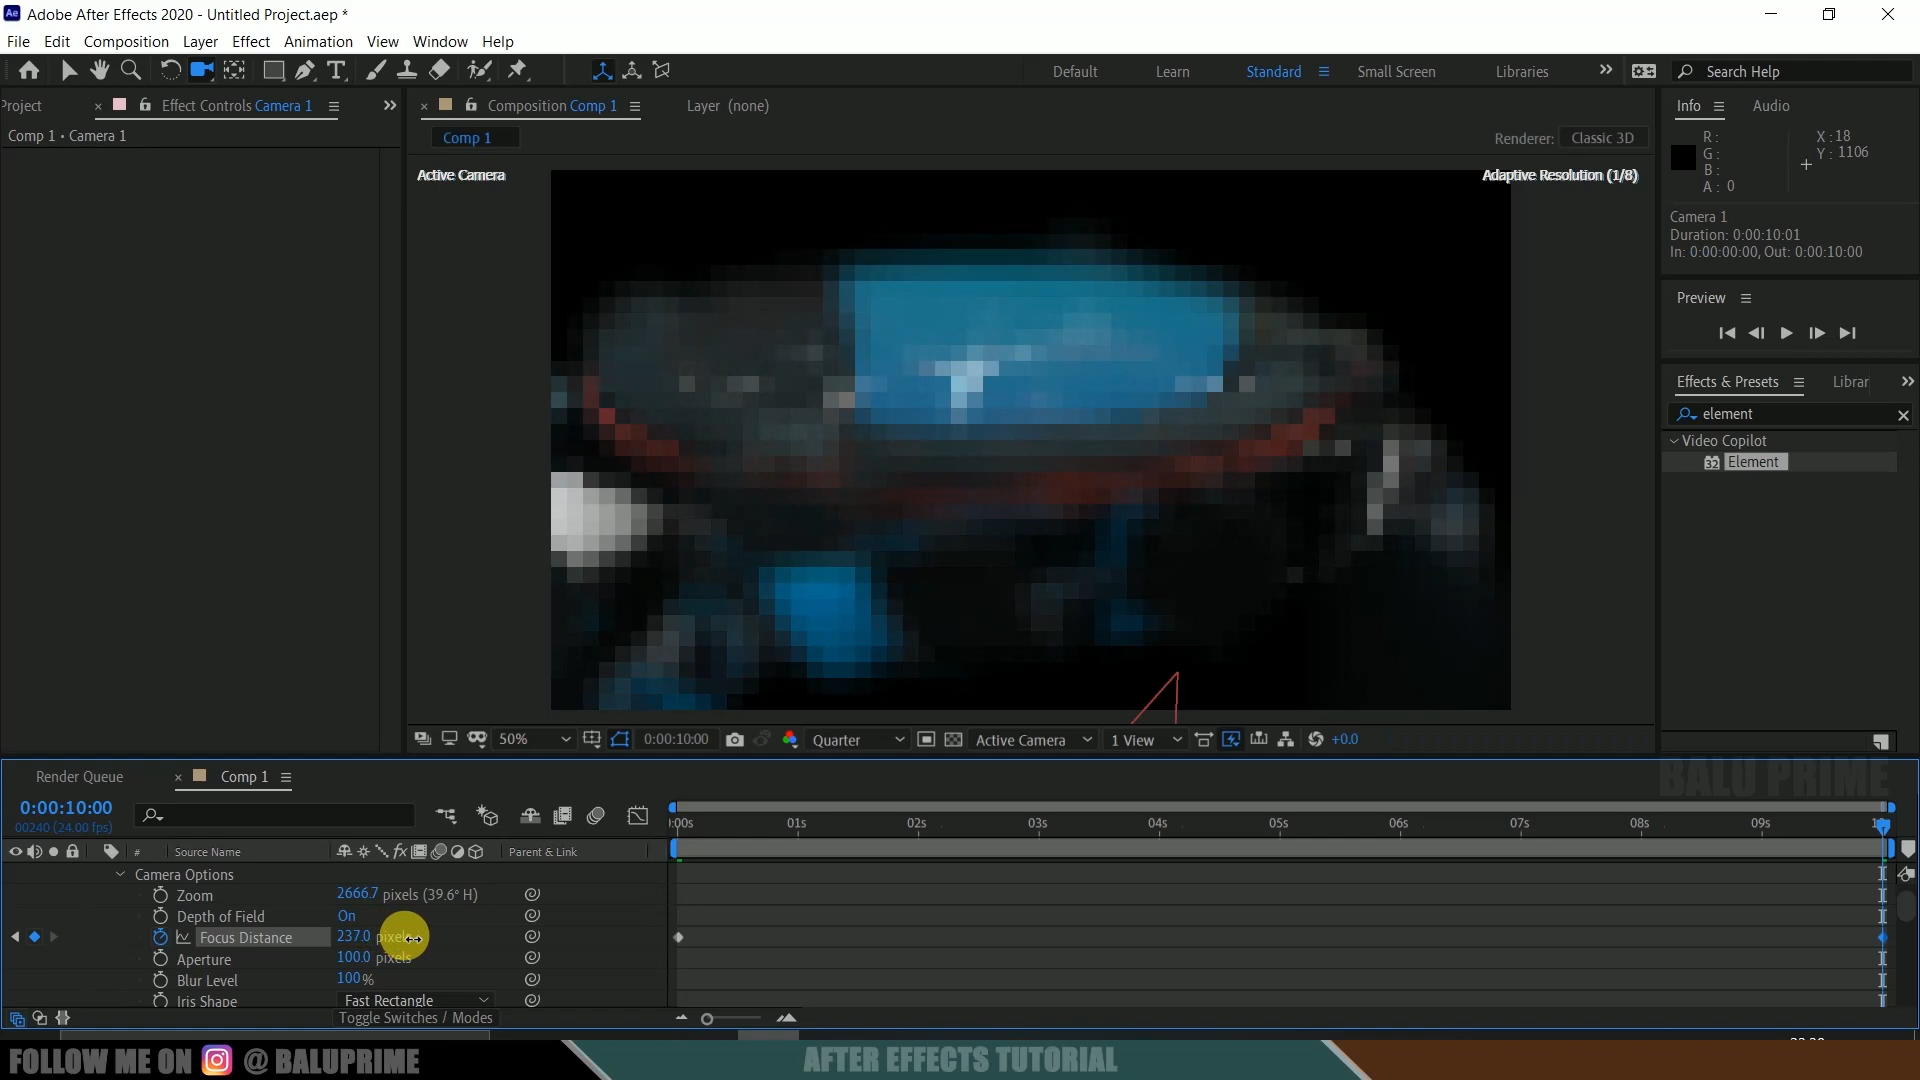 Ae Adobe After Effects 2020 - Untitled Project.aep *
File Edit Composition Layer Effect Animation View Window Help
Default Learn Standard Small Screen Libraries Search Help
Project Effect Controls Camera 1 Composition Comp 1 Layer (none) Info Audio
Comp 1 • Camera 1
Comp 1
Renderer: Classic 3D
Active Camera
Adaptive Resolution (1/8)
R :
G :
B :
A : 0
X : 18
Y : 1106
Camera 1
Duration: 0:00:10:01
In: 0:00:00:00, Out: 0:00:10:00
Preview
Effects & Presets Librar
element
Video Copilot
32 Element
50% 0:00:10:00 Quarter Active Camera 1 View +0.0
BALU PRIME
Render Queue Comp 1
0:00:10:00
00240 (24.00 fps)
:00s 01s 02s 03s 04s 05s 06s 07s 08s 09s
# Source Name fx Parent & Link
Camera Options
Zoom 2666.7 pixels (39.6° H)
Depth of Field On
Focus Distance 237.0 pixels
Aperture 100.0 pixels
Blur Level 100%
Iris Shape Fast Rectangle
Toggle Switches / Modes
FOLLOW ME ON @ BALUPRIME AFTER EFFECTS TUTORIAL